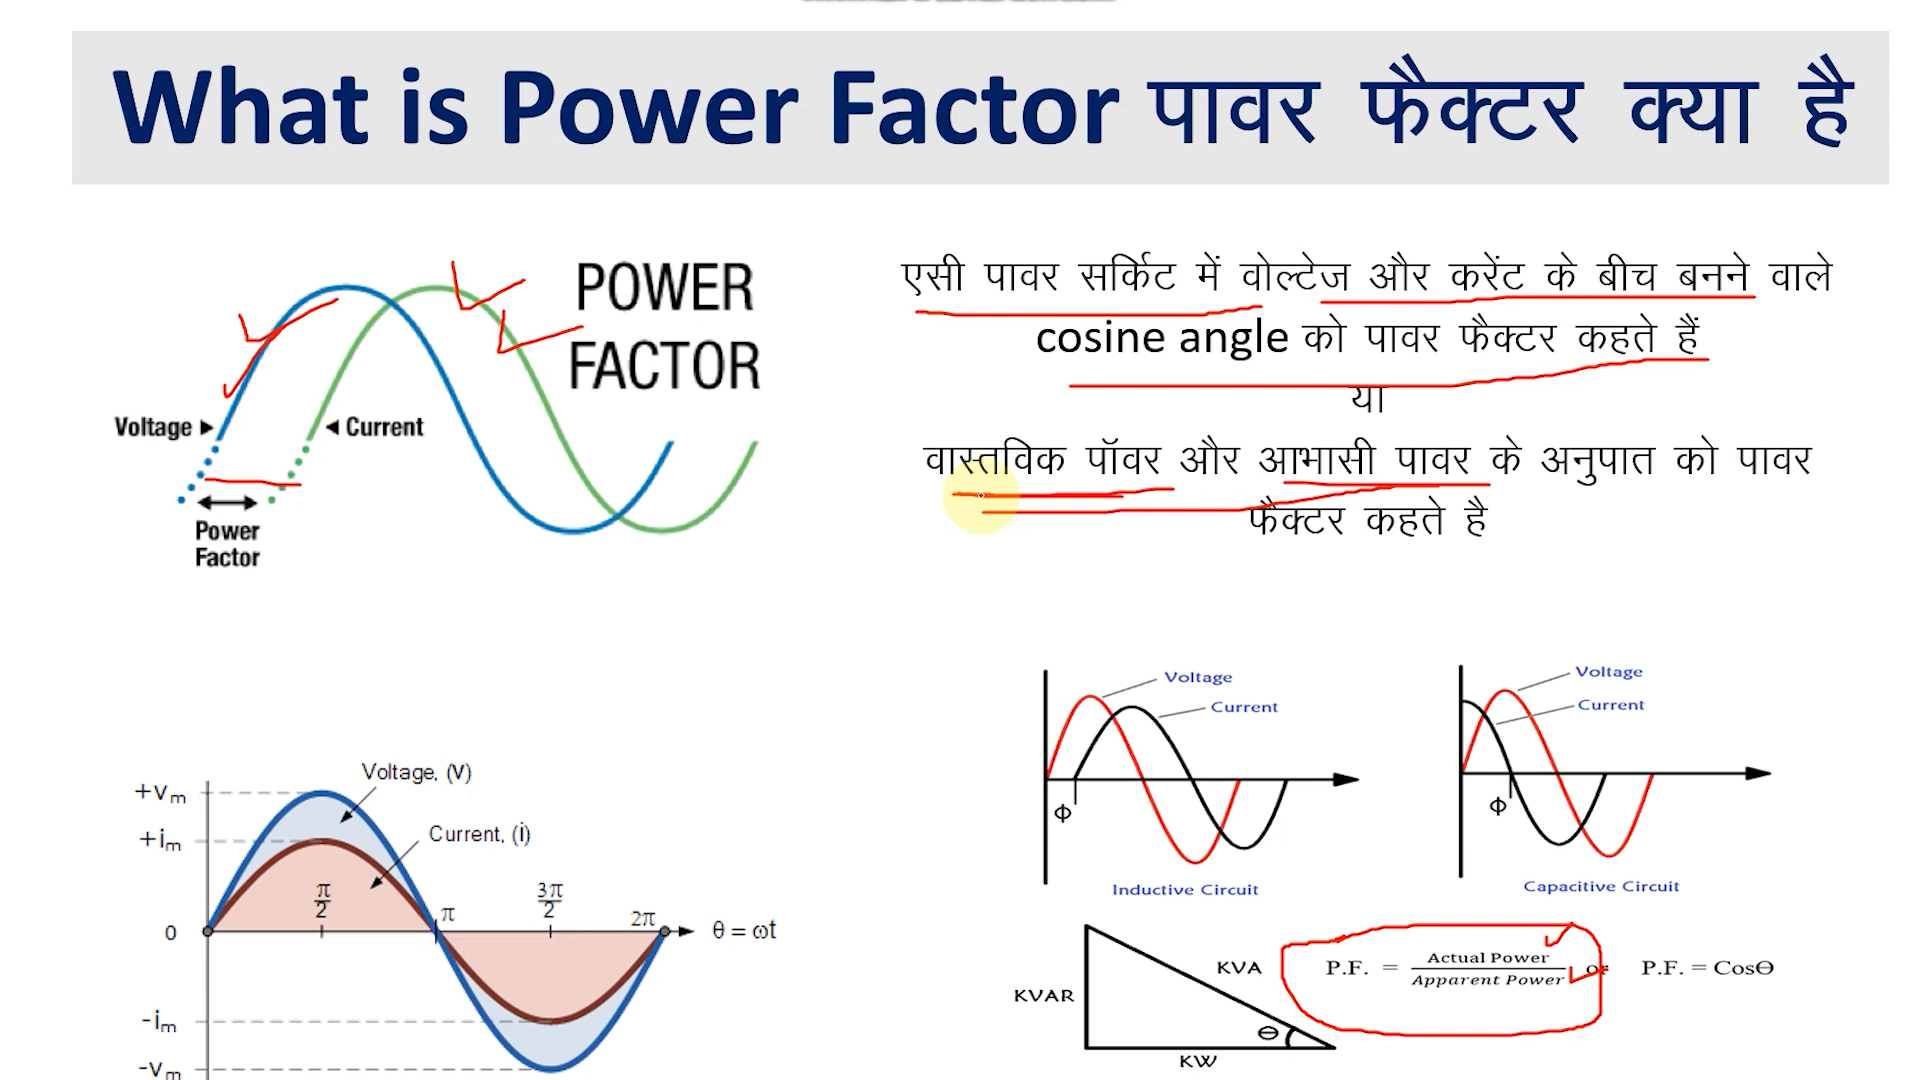 What is Power Factor पावर फैक्टर क्या है
POWER
FACTOR
Voltage
Current
Power
Factor
एसी पावर सर्किट में वोल्टेज और करेंट के बीच बनने वाले
cosine angle को पावर फैक्टर कहते हैं
या
वास्तविक पॉवर और आभासी पावर के अनुपात को पावर
फैक्टर कहते है
+vm
+im
0
-im
-vm
Voltage, (V)
Current, (i)
π/2
π
3π/2
2π
θ = ωt
Voltage
Current
Φ
Inductive Circuit
Voltage
Current
Φ
Capacitive Circuit
KVAR
KVA
KW
Θ
P.F. = Actual Power / Apparent Power or P.F. = CosΘ